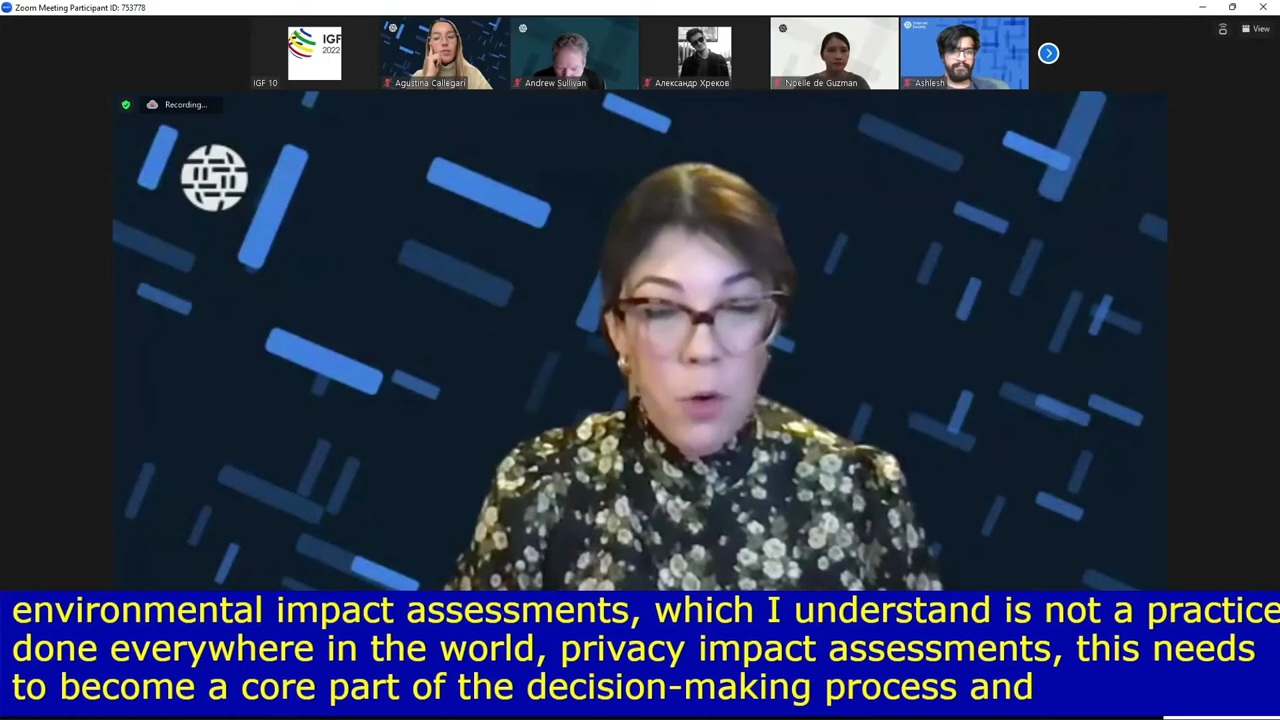 Zoom Meeting Participant ID: 753778
View
IGF
2022
IGF 10
Agustina Callegari
Andrew Sullivan
Александр Хреков
Noelle de Guzman
Ashlesh
Recording...
environmental impact assessments, which I understand is not a practice
done everywhere in the world, privacy impact assessments, this needs
to become a core part of the decision-making process and